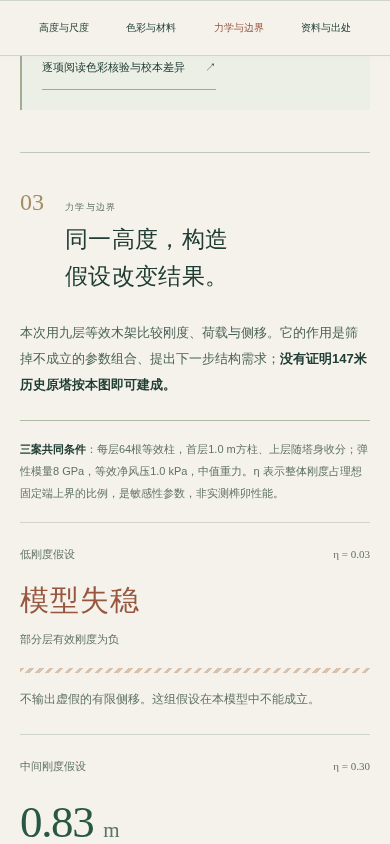 高度与尺度 色彩与材料 力学与边界 资料与出处
逐项阅读色彩核验与校本差异 ↗
03 力学与边界
同一高度，构造
假设改变结果。
本次用九层等效木架比较刚度、荷载与侧移。它的作用是筛
掉不成立的参数组合、提出下一步结构需求；没有证明147米
历史原塔按本图即可建成。
三案共同条件：每层64根等效柱，首层1.0 m方柱、上层随塔身收分；弹
性模量8 GPa，等效净风压1.0 kPa，中值重力。η 表示整体刚度占理想
固定端上界的比例，是敏感性参数，非实测榫卯性能。
低刚度假设 η = 0.03
模型失稳
部分层有效刚度为负
不输出虚假的有限侧移。这组假设在本模型中不能成立。
中间刚度假设 η = 0.30
0.83 m